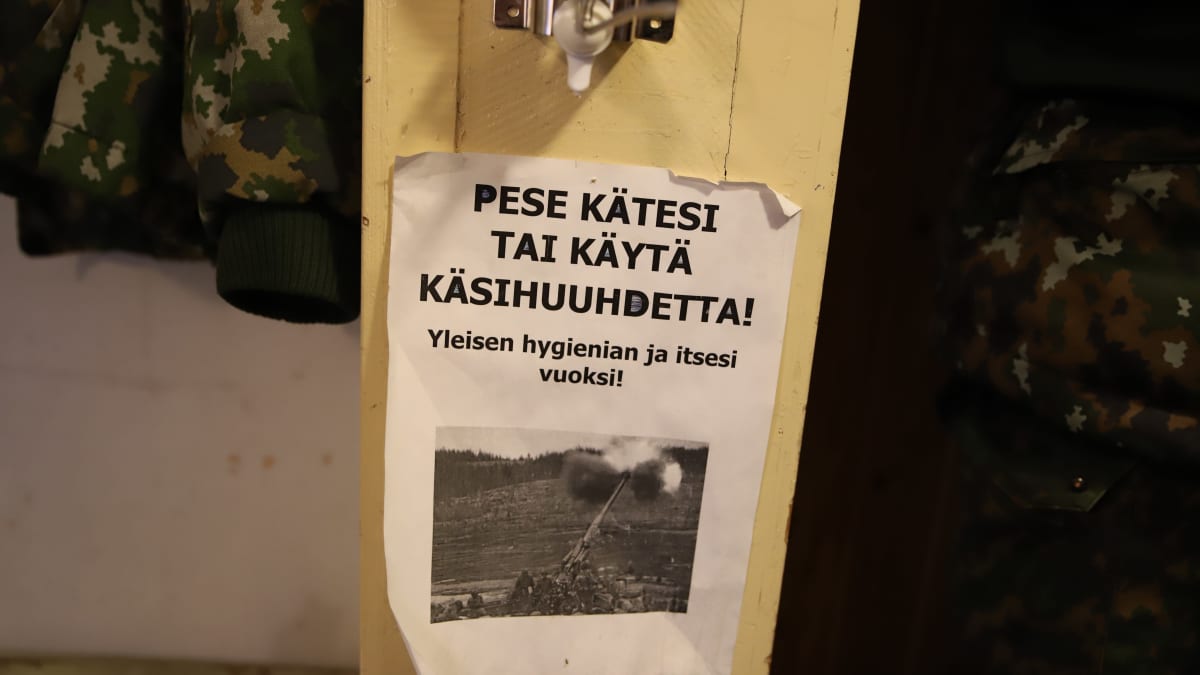 PESE KÄTESI
TAI KÄYTÄ
KÄSIHUUHDETTA!
Yleisen hygienian ja itsesi
vuoksi!